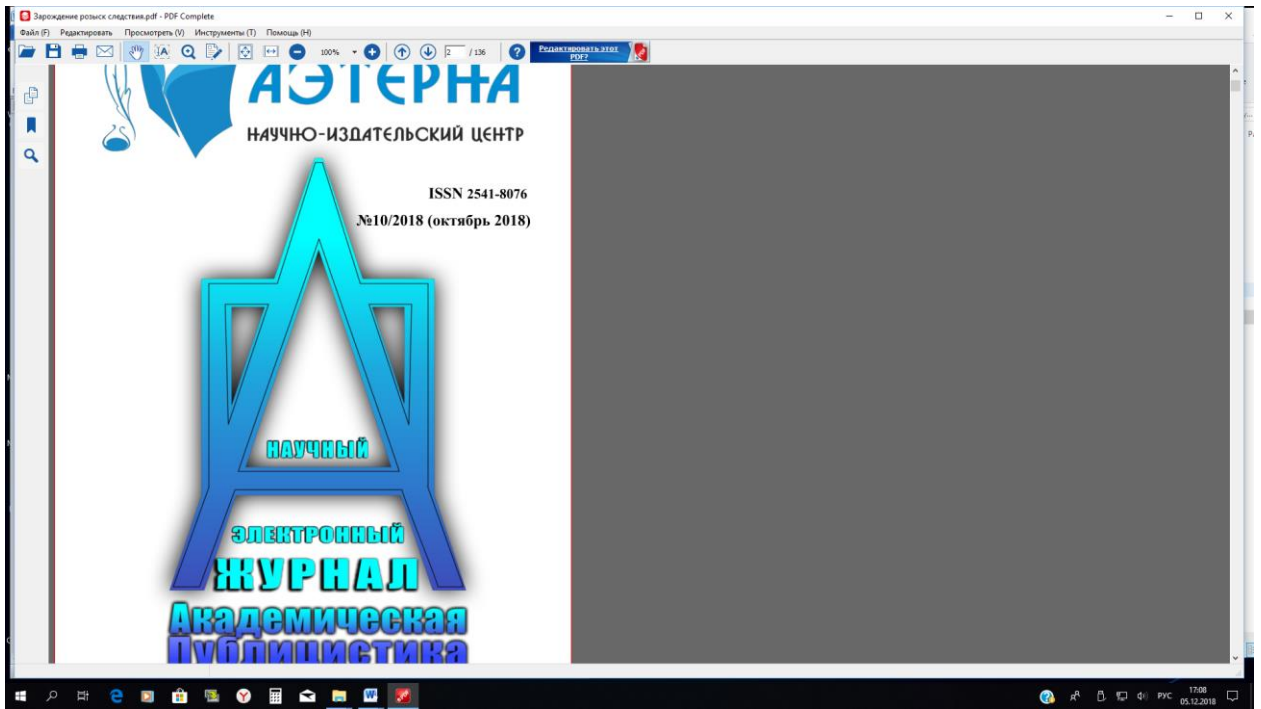 Зарождение розыск следствия.pdf - PDF Complete
Файл (F) Редактировать Просмотреть (V) Инструменты (T) Помощь (H)
100% 2 / 136 Редактировать этот PDF?
АЭТЕРНА
НАУЧНО-ИЗДАТЕЛЬСКИЙ ЦЕНТР
ISSN 2541-8076
№10/2018 (октябрь 2018)
НАУЧНЫЙ
ЭЛЕКТРОННЫЙ
ЖУРНАЛ
Академическая
Публицистика
РУС 17:08
05.12.2018